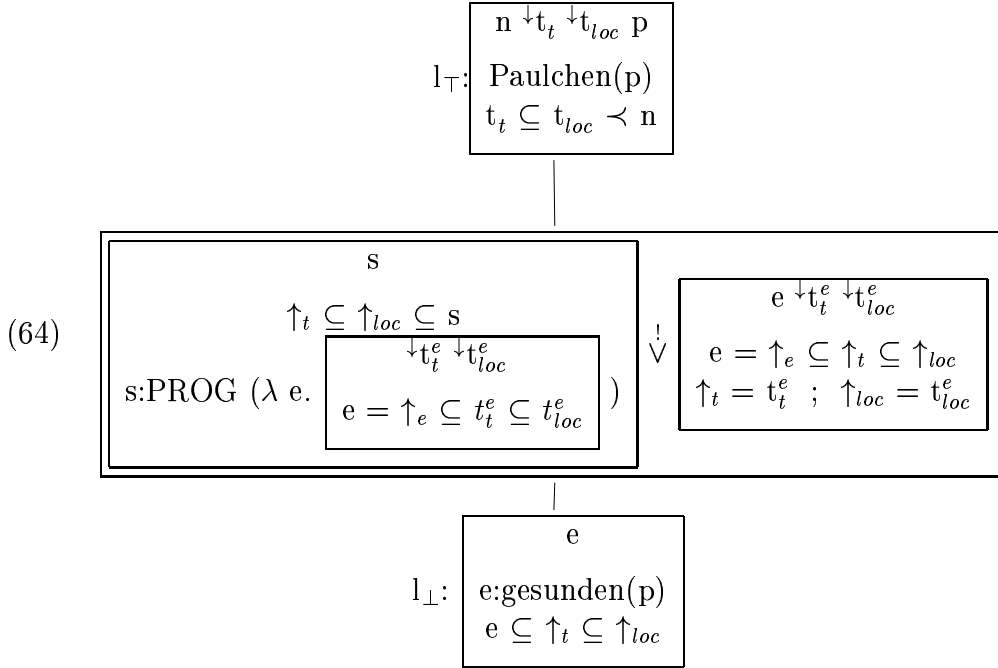 n ↓t_t ↓t_loc p
l_⊤: Paulchen(p)
t_t ⊆ t_loc ≺ n
(64)
s
↑_t ⊆ ↑_loc ⊆ s
s:PROG (λ e. )
↓t^e_t ↓t^e_loc
e = ↑_e ⊆ t^e_t ⊆ t^e_loc
!
∨
e ↓t^e_t ↓t^e_loc
e = ↑_e ⊆ ↑_t ⊆ ↑_loc
↑_t = t^e_t ; ↑_loc = t^e_loc
e
l_⊥: e:gesunden(p)
e ⊆ ↑_t ⊆ ↑_loc